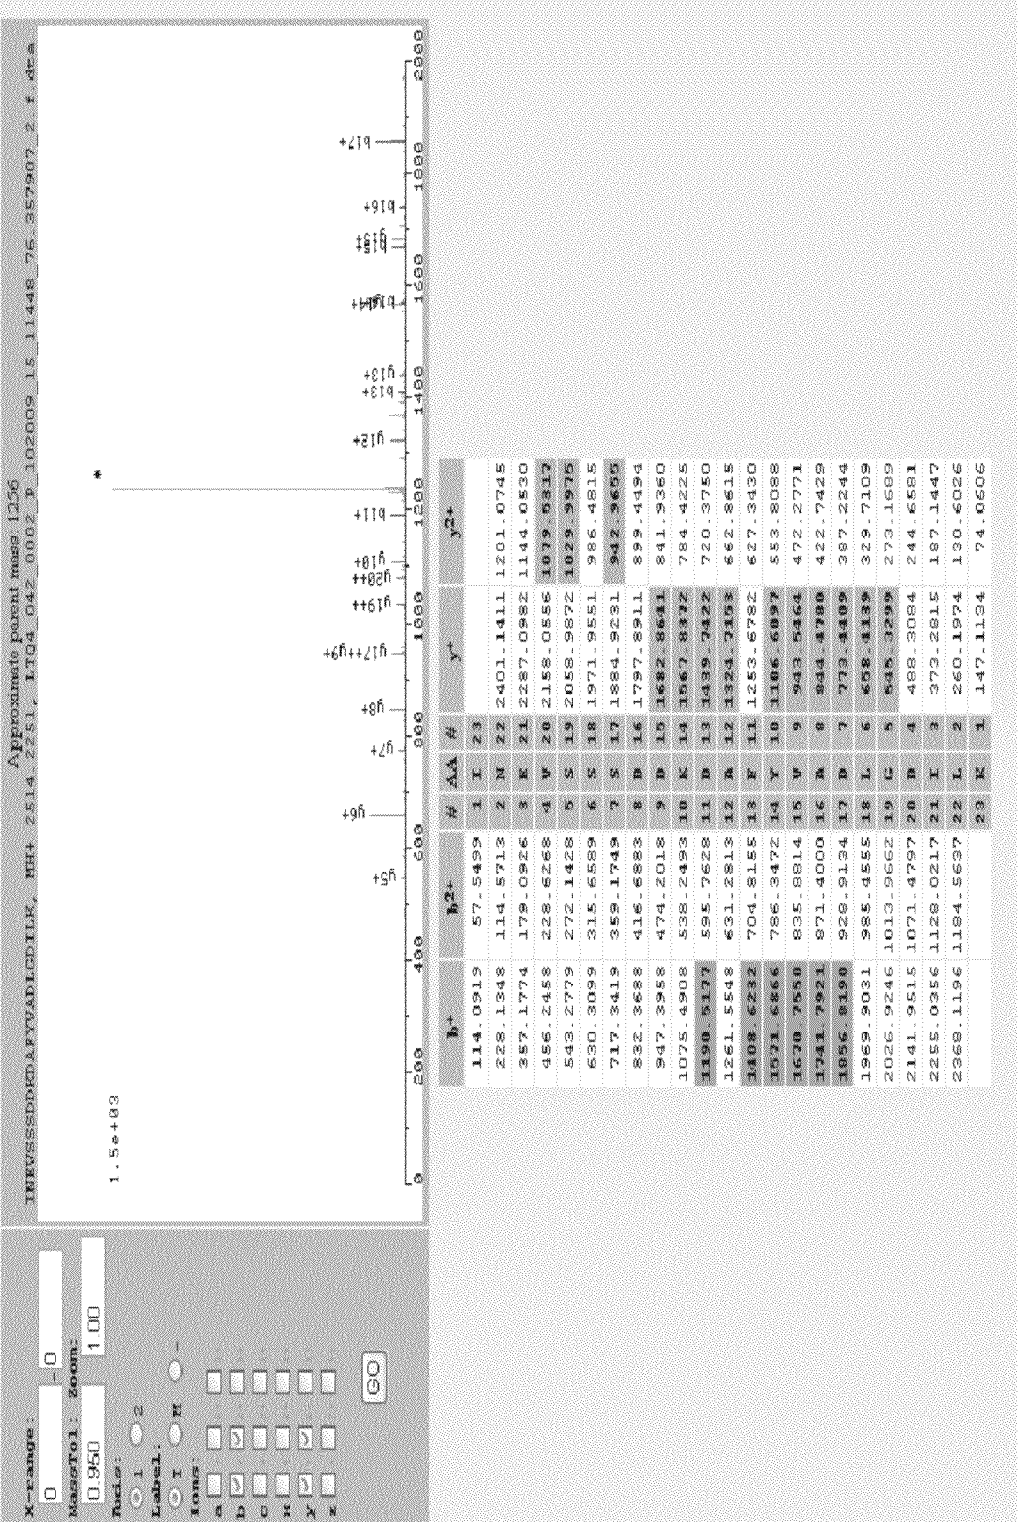 X-range:
0 - 0
MassTol: Zoom:
0.950 1.00
1 2
Label:
I M -
Ions:
a
b
c
x
y
z
GO
Approximate parent mass 1256
INEVSSSDDKDAFYVADLGDILK, MH+ 2514.2251, LTQ4_042_0002_P_102009_15_11448_76.357907_2_f.dta
*
1.5e+03
y5+ y6+ y7+ y8+ y17++y9+ y19++ y20++ y10+ b11+ y12+ b13+ y13+ b15+ b16+ b17+
0 200 400 600 800 1000 1200 1400 1600 1800 2000
b+ b2+ # AA # y+ y2+
114.0919 57.5499 1 I 23
228.1348 114.5713 2 N 22 2401.1411 1201.0745
357.1774 179.0926 3 E 21 2287.0982 1144.0530
456.2458 228.6268 4 V 20 2158.0556 1079.5317
543.2779 272.1428 5 S 19 2058.9872 1029.9975
630.3099 315.6589 6 S 18 1971.9551 986.4815
717.3419 359.1749 7 S 17 1884.9231 942.9655
832.3688 416.6883 8 D 16 1797.8911 899.4494
947.3958 474.2018 9 D 15 1682.8641 841.9360
1075.4908 538.2493 10 K 14 1567.8372 784.4225
1190.5177 595.7628 11 D 13 1439.7422 720.3750
1261.5548 631.2813 12 A 12 1324.7153 662.8615
1408.6232 704.8155 13 F 11 1253.6782 627.3430
1571.6866 786.3472 14 Y 10 1106.6097 553.8088
1670.7550 835.8814 15 V 9 943.5464 472.2771
1741.7921 871.4000 16 A 8 844.4780 422.7429
1856.8190 928.9134 17 D 7 773.4409 387.2244
1969.9031 985.4555 18 L 6 658.4139 329.7109
2026.9246 1013.9662 19 G 5 545.3299 273.1689
2141.9515 1071.4797 20 D 4 488.3084 244.6581
2255.0356 1128.0217 21 I 3 373.2815 187.1447
2368.1196 1184.5637 22 L 2 260.1974 130.6026
23 K 1 147.1134 74.0606